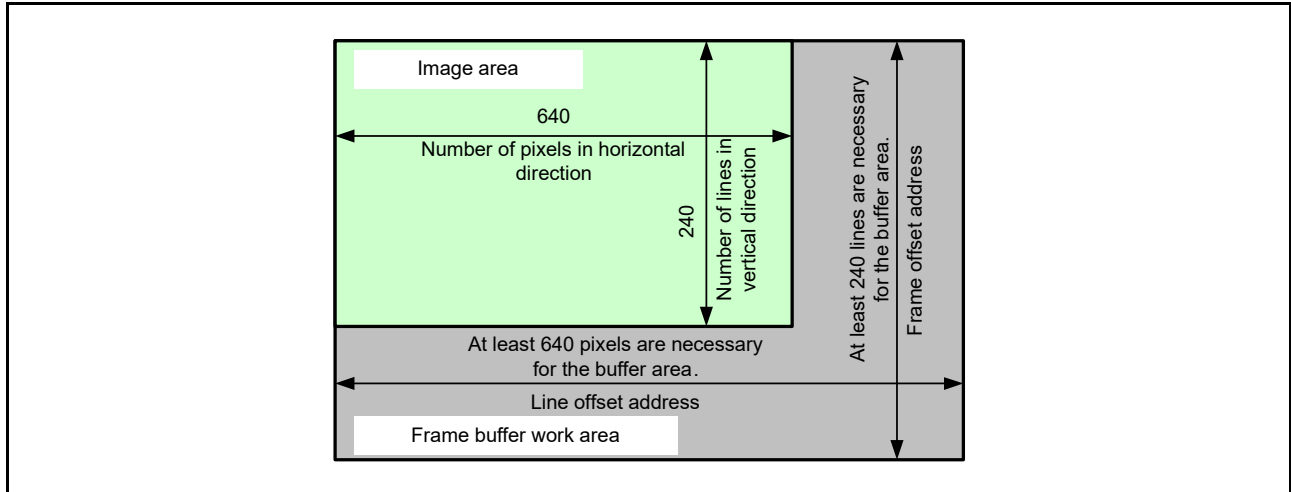 Image area
640
Number of pixels in horizontal
direction
240
Number of lines in
vertical direction
At least 240 lines are necessary
for the buffer area.
Frame offset address
At least 640 pixels are necessary
for the buffer area.
Line offset address
Frame buffer work area